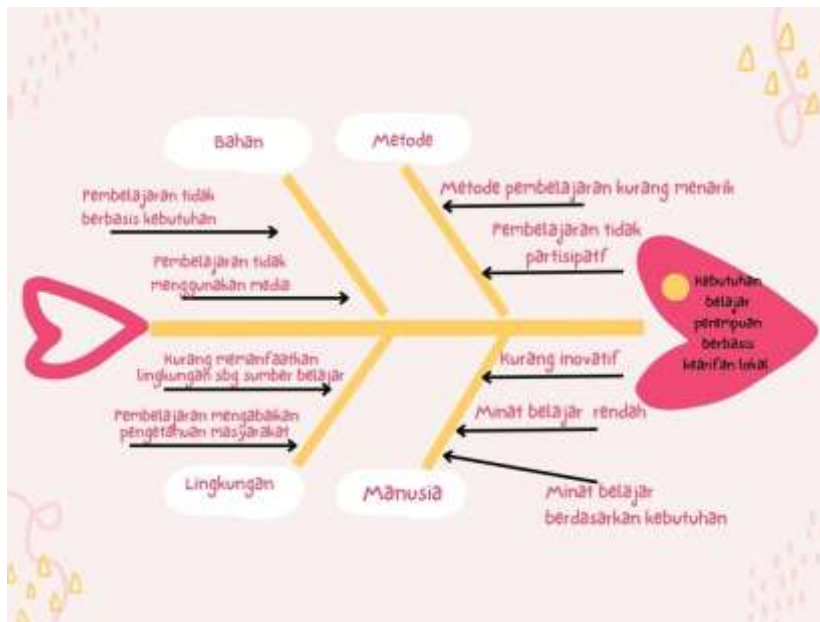 Bahan
Metode
Pembelajaran tidak
berbasis kebutuhan
Pembelajaran tidak
menggunakan media
Metode pembelajaran kurang menarik
Pembelajaran tidak
partisipatf
Kebutuhan
belajar
perempuan
berbasis
kearifan lokal
Kurang memanfaatkan
lingkungan sbg sumber belajar
Pembelajaran mengabaikan
pengetahuan masyarakat
Lingkungan
Kurang inovatif
Minat belajar rendah
Minat belajar
berdasarkan kebutuhan
Manusia